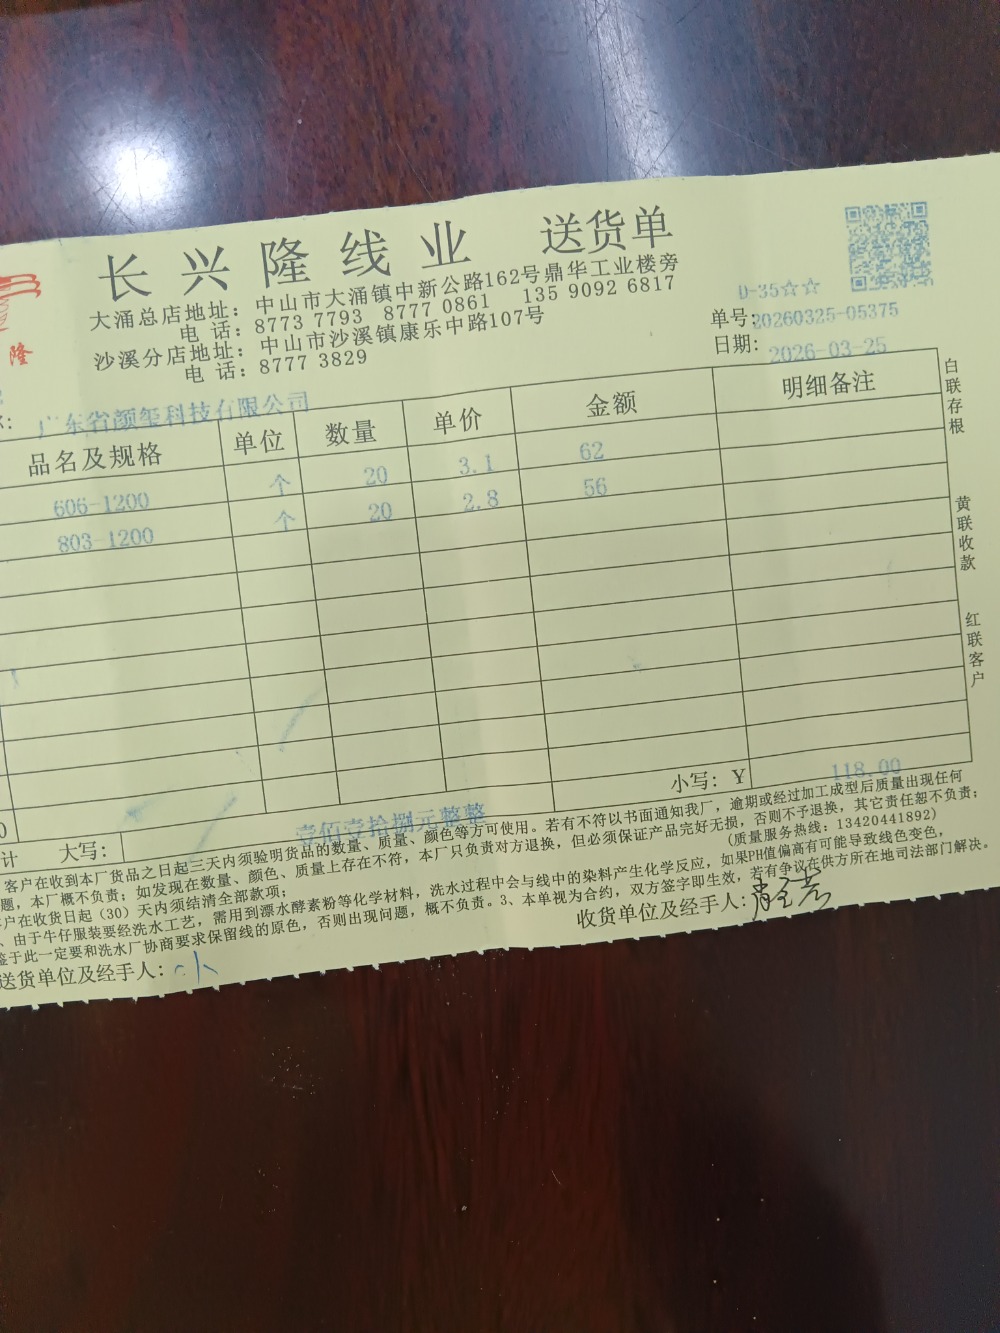 长兴隆线业 送货单
大涌总店地址：中山市大涌镇中新公路162号鼎华工业楼旁
电话：8773 7793 8777 0861 135 9092 6817
沙溪分店地址：中山市沙溪镇康乐中路107号
电话：8777 3829
隆
D-35☆☆
单号:20260325-05375
日期: 2026-03-25
广东省颜玺科技有限公司
品名及规格 单位 数量 单价 金额 明细备注
606-1200 个 20 3.1 62
803-1200 个 20 2.8 56
小写：Y 118.00
计 大写： 壹佰壹拾捌元整整
客户在收到本厂货品之日起三天内须验明货品的数量、质量、颜色等方可使用。若有不符以书面通知我厂，逾期或经过加工成型后质量出现任何
题，本厂概不负责；如发现在数量、颜色、质量上存在不符，本厂只负责对方退换，但必须保证产品完好无损，否则不予退换，其它责任恕不负责；
户在收货日起（30）天内须结清全部款项； (质量服务热线：13420441892)
、由于牛仔服装要经洗水工艺，需用到漂水酵素粉等化学材料，洗水过程中会与线中的染料产生化学反应，如果PH值偏高有可能导致线色变色，
鉴于此一定要和洗水厂协商要求保留线的原色，否则出现问题，概不负责。3、本单视为合约，双方签字即生效，若有争议在供方所在地司法部门解决。
送货单位及经手人： 收货单位及经手人:
白联存根
黄联收款
红联客户